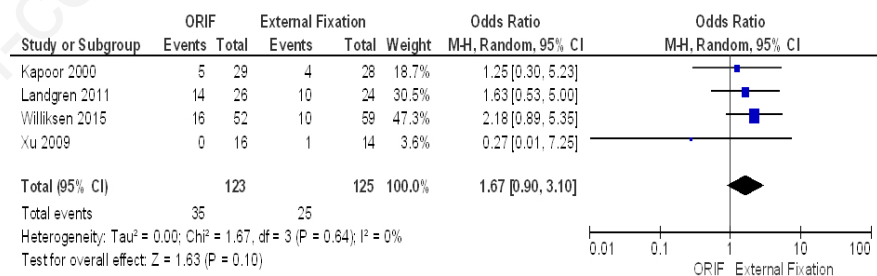 ORIF External Fixation Odds Ratio Odds Ratio
Study or Subgroup Events Total Events Total Weight M-H, Random, 95% CI M-H, Random, 95% CI
Kapoor 2000 5 29 4 28 18.7% 1.25 [0.30, 5.23]
Landgren 2011 14 26 10 24 30.5% 1.63 [0.53, 5.00]
Williksen 2015 16 52 10 59 47.3% 2.18 [0.89, 5.35]
Xu 2009 0 16 1 14 3.6% 0.27 [0.01, 7.25]
Total (95% CI) 123 125 100.0% 1.67 [0.90, 3.10]
Total events 35 25
Heterogeneity: Tau² = 0.00; Chi² = 1.67, df = 3 (P = 0.64); I² = 0%
Test for overall effect: Z = 1.63 (P = 0.10)
0.01 0.1 1 10 100
ORIF External Fixation